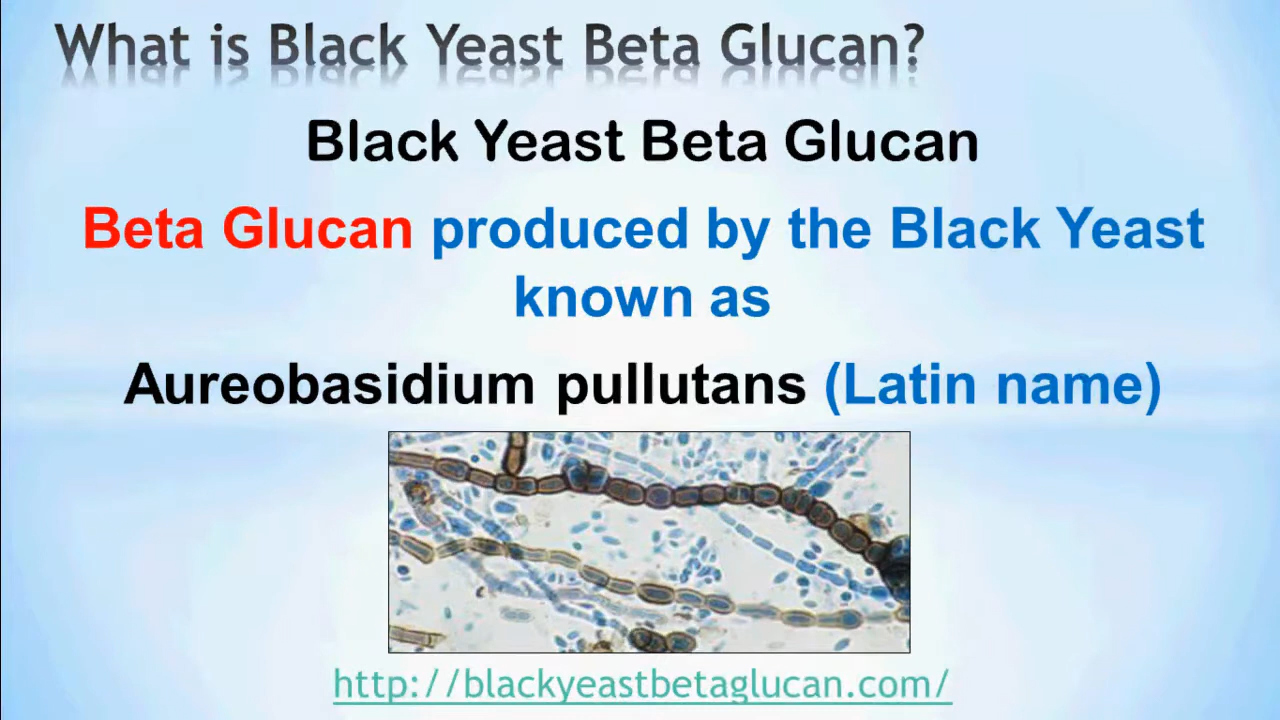 What is Black Yeast Beta Glucan?
Black Yeast Beta Glucan
Beta Glucan produced by the Black Yeast
known as
Aureobasidium pullutans (Latin name)
http://blackyeastbetaglucan.com/